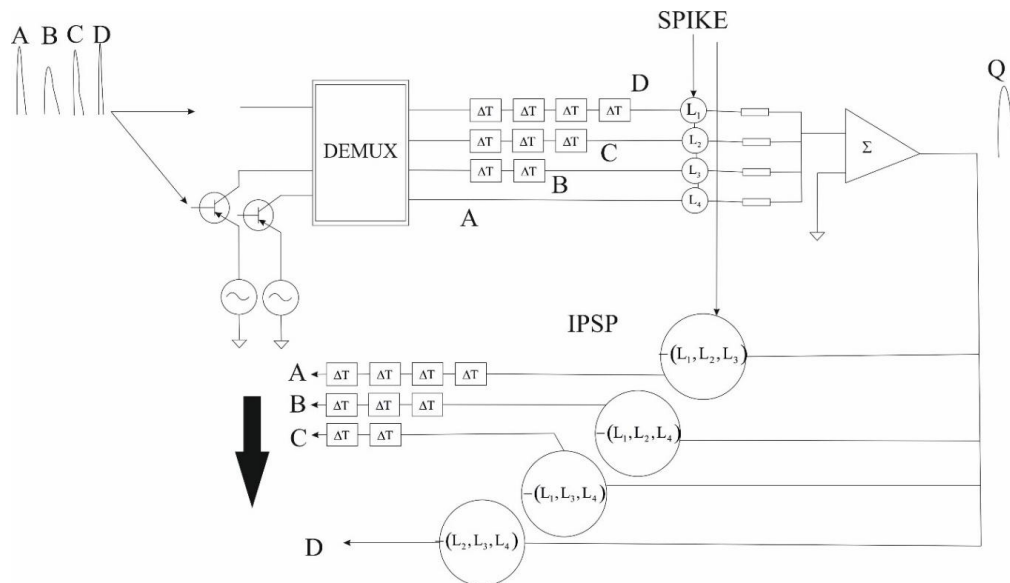 SPIKE
A B C D
Q
D
ΔT ΔT ΔT ΔT
L₁
DEMUX
ΔT ΔT ΔT
L₂
Σ
C
ΔT ΔT
L₃
B
L₄
A
IPSP
−(L₁,L₂,L₃)
A ΔT ΔT ΔT ΔT
B ΔT ΔT ΔT
−(L₁,L₂,L₄)
C ΔT ΔT
−(L₁,L₃,L₄)
D
−(L₂,L₃,L₄)